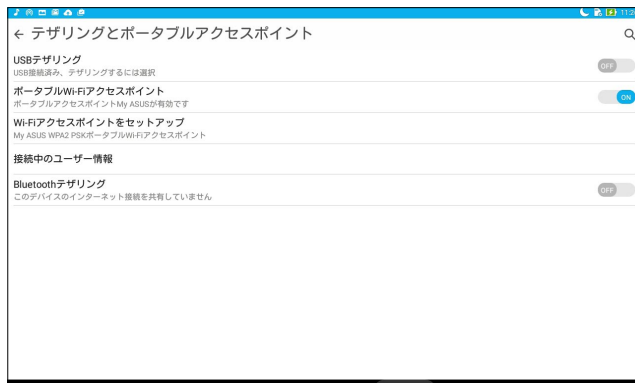 11:2
← テザリングとポータブルアクセスポイント
USBテザリング
USB接続済み、テザリングするには選択
OFF
ポータブルWi-Fiアクセスポイント
ポータブルアクセスポイントMy ASUSが有効です
ON
Wi-Fiアクセスポイントをセットアップ
My ASUS WPA2 PSKポータブルWi-Fiアクセスポイント
接続中のユーザー情報
Bluetoothテザリング
このデバイスのインターネット接続を共有していません
OFF